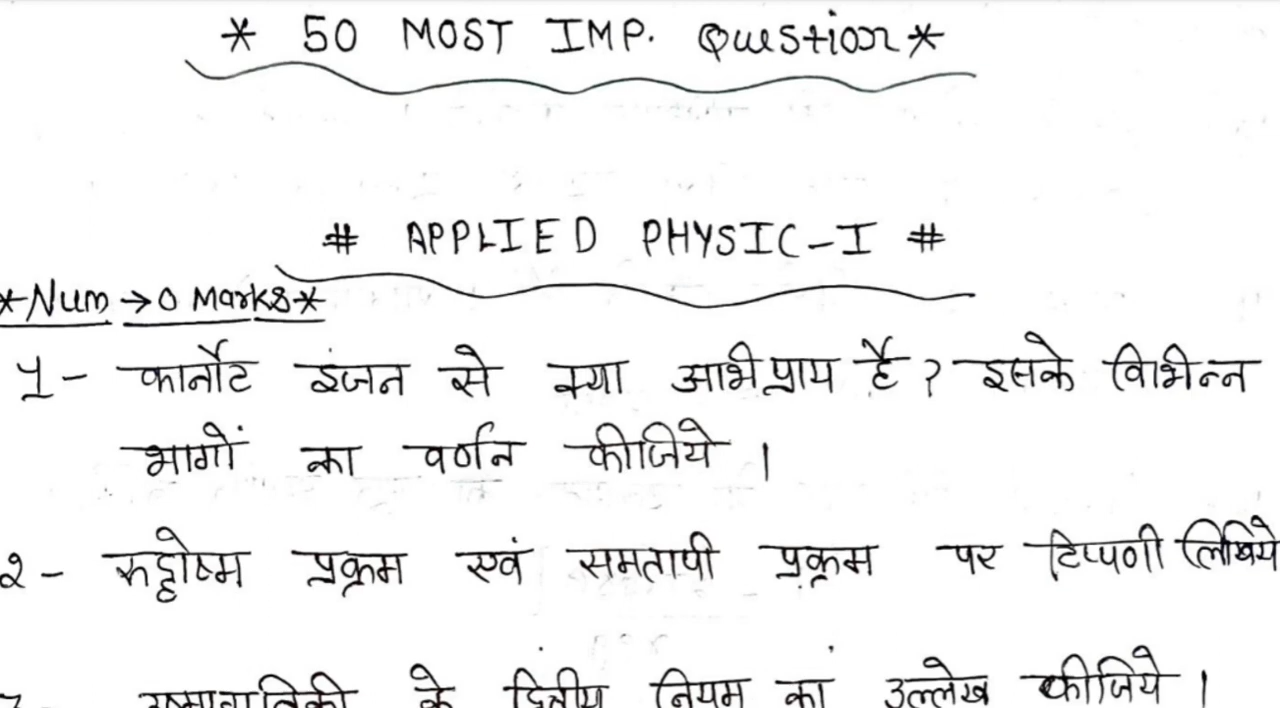 * 50 MOST IMP. Question *
# APPLIED PHYSIC-I #
*Num → 0 Marks*
1- कार्नोट इंजन से क्या अभिप्राय है? इसके विभिन्न
भागों का वर्णन कीजिये।
2- रुद्धोष्म प्रक्रम एवं समतापी प्रक्रम पर टिप्पणी लिखिये
के द्वितीय नियम का उल्लेख कीजिये।